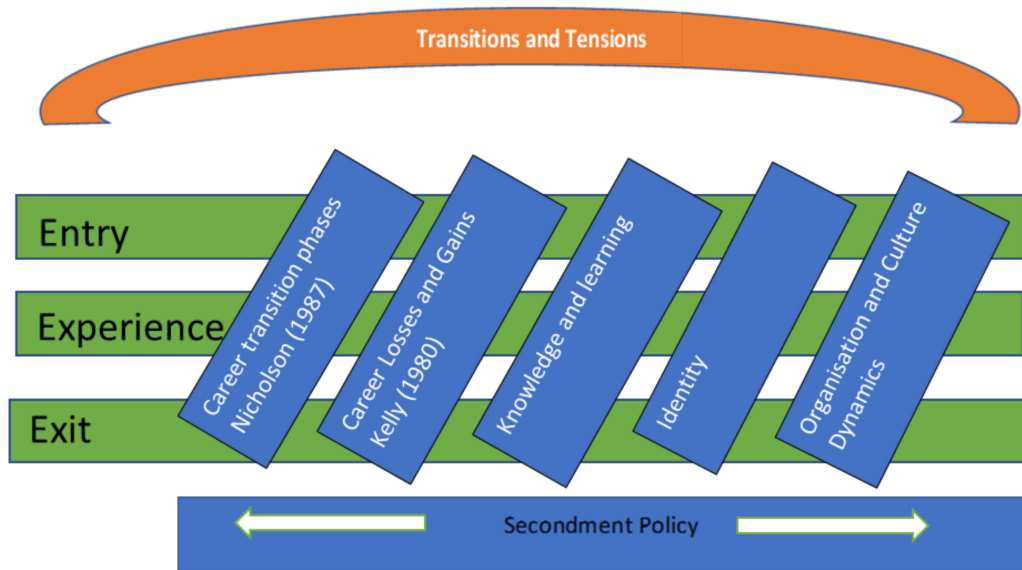 Transitions and Tensions
Entry
Experience
Exit
Career transition phases
Nicholson (1987)
Career Losses and Gains
Kelly (1980)
Knowledge and learning
Identity
Organisation and Culture
Dynamics
Secondment Policy